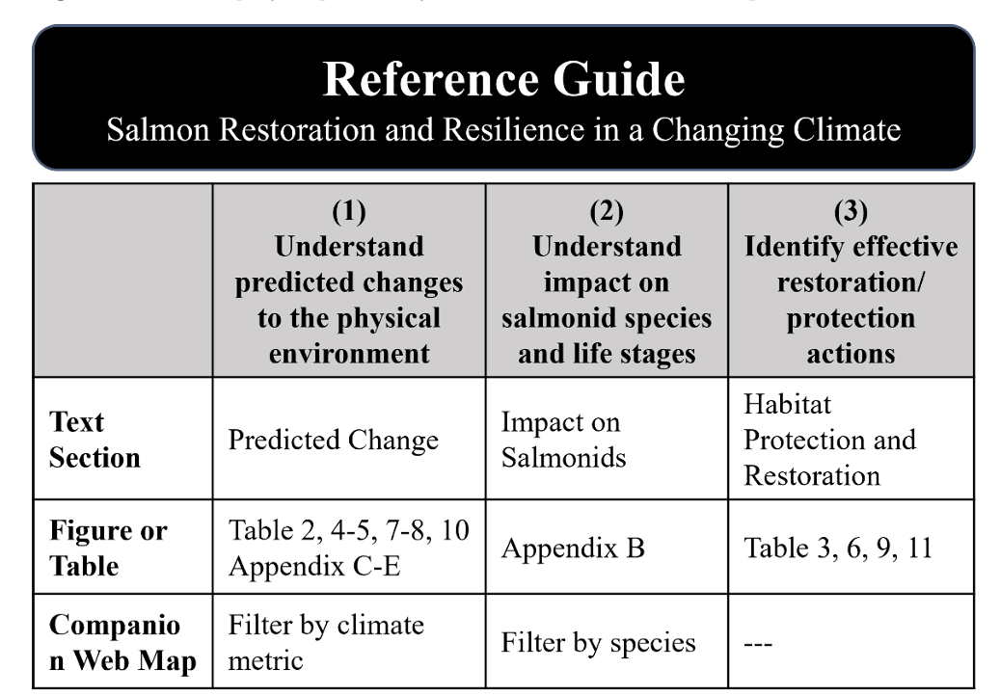 Reference Guide
Salmon Restoration and Resilience in a Changing Climate
(1)
Understand
predicted changes
to the physical
environment
(2)
Understand
impact on
salmonid species
and life stages
(3)
Identify effective
restoration/
protection
actions
Text
Section
Predicted Change
Impact on
Salmonids
Habitat
Protection and
Restoration
Figure or
Table
Table 2, 4-5, 7-8, 10
Appendix C-E
Appendix B
Table 3, 6, 9, 11
Companio
n Web Map
Filter by climate
metric
Filter by species
---